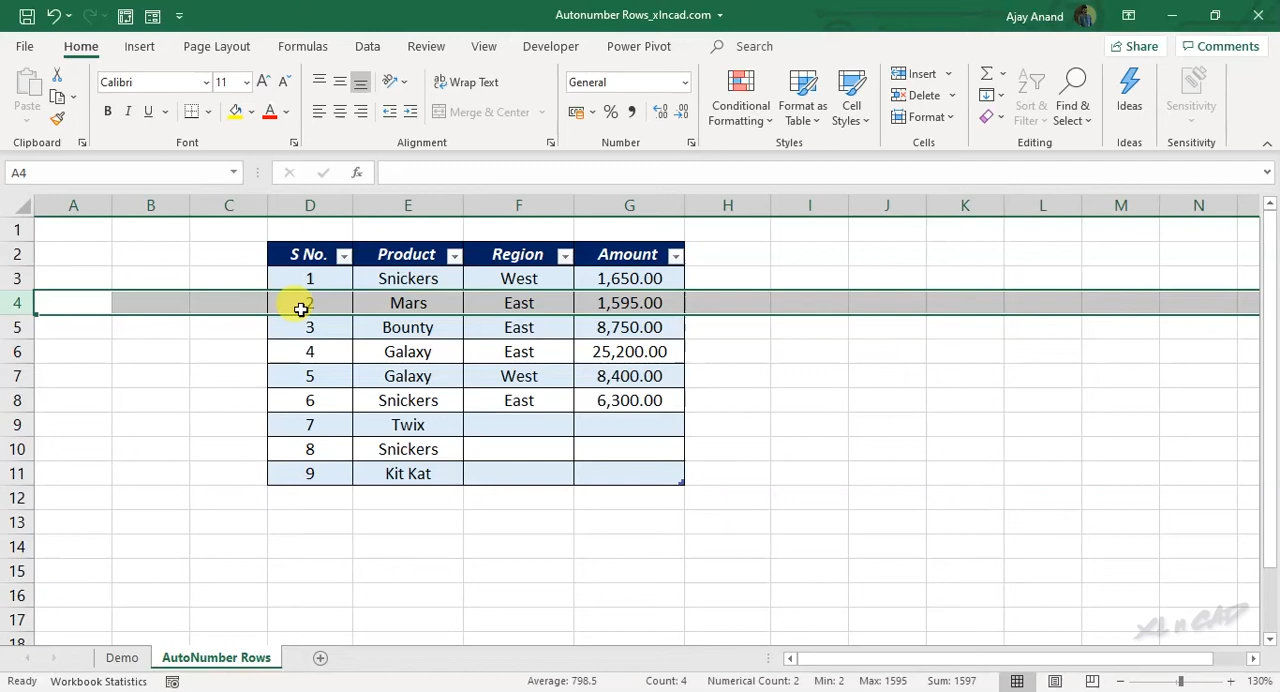 Autonumber Rows_xlncad.com
Ajay Anand
File Home Insert Page Layout Formulas Data Review View Developer Power Pivot Search Share Comments
Paste
Calibri 11
Wrap Text
Merge & Center
General
Conditional Formatting
Format as Table
Cell Styles
Insert
Delete
Format
Sort & Filter
Find & Select
Ideas
Sensitivity
Clipboard Font Alignment Number Styles Cells Editing Ideas Sensitivity
A4
A B C D E F G H I J K L M N
1
2 S No. Product Region Amount
3 1 Snickers West 1,650.00
4 2 Mars East 1,595.00
5 3 Bounty East 8,750.00
6 4 Galaxy East 25,200.00
7 5 Galaxy West 8,400.00
8 6 Snickers East 6,300.00
9 7 Twix
10 8 Snickers
11 9 Kit Kat
12
13
14
15
16
17
18
XL n CAD
Demo AutoNumber Rows
Ready Workbook Statistics Average: 798.5 Count: 4 Numerical Count: 2 Min: 2 Max: 1595 Sum: 1597 130%